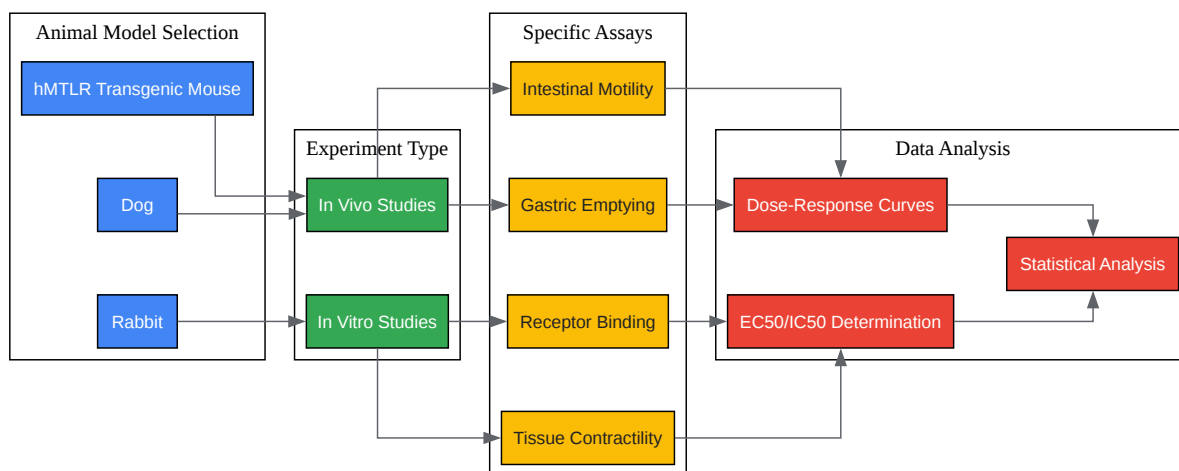 Animal Model Selection
hMTLR Transgenic Mouse
Dog
Rabbit
Experiment Type
In Vivo Studies
In Vitro Studies
Specific Assays
Intestinal Motility
Gastric Emptying
Receptor Binding
Tissue Contractility
Data Analysis
Dose-Response Curves
EC50/IC50 Determination
Statistical Analysis